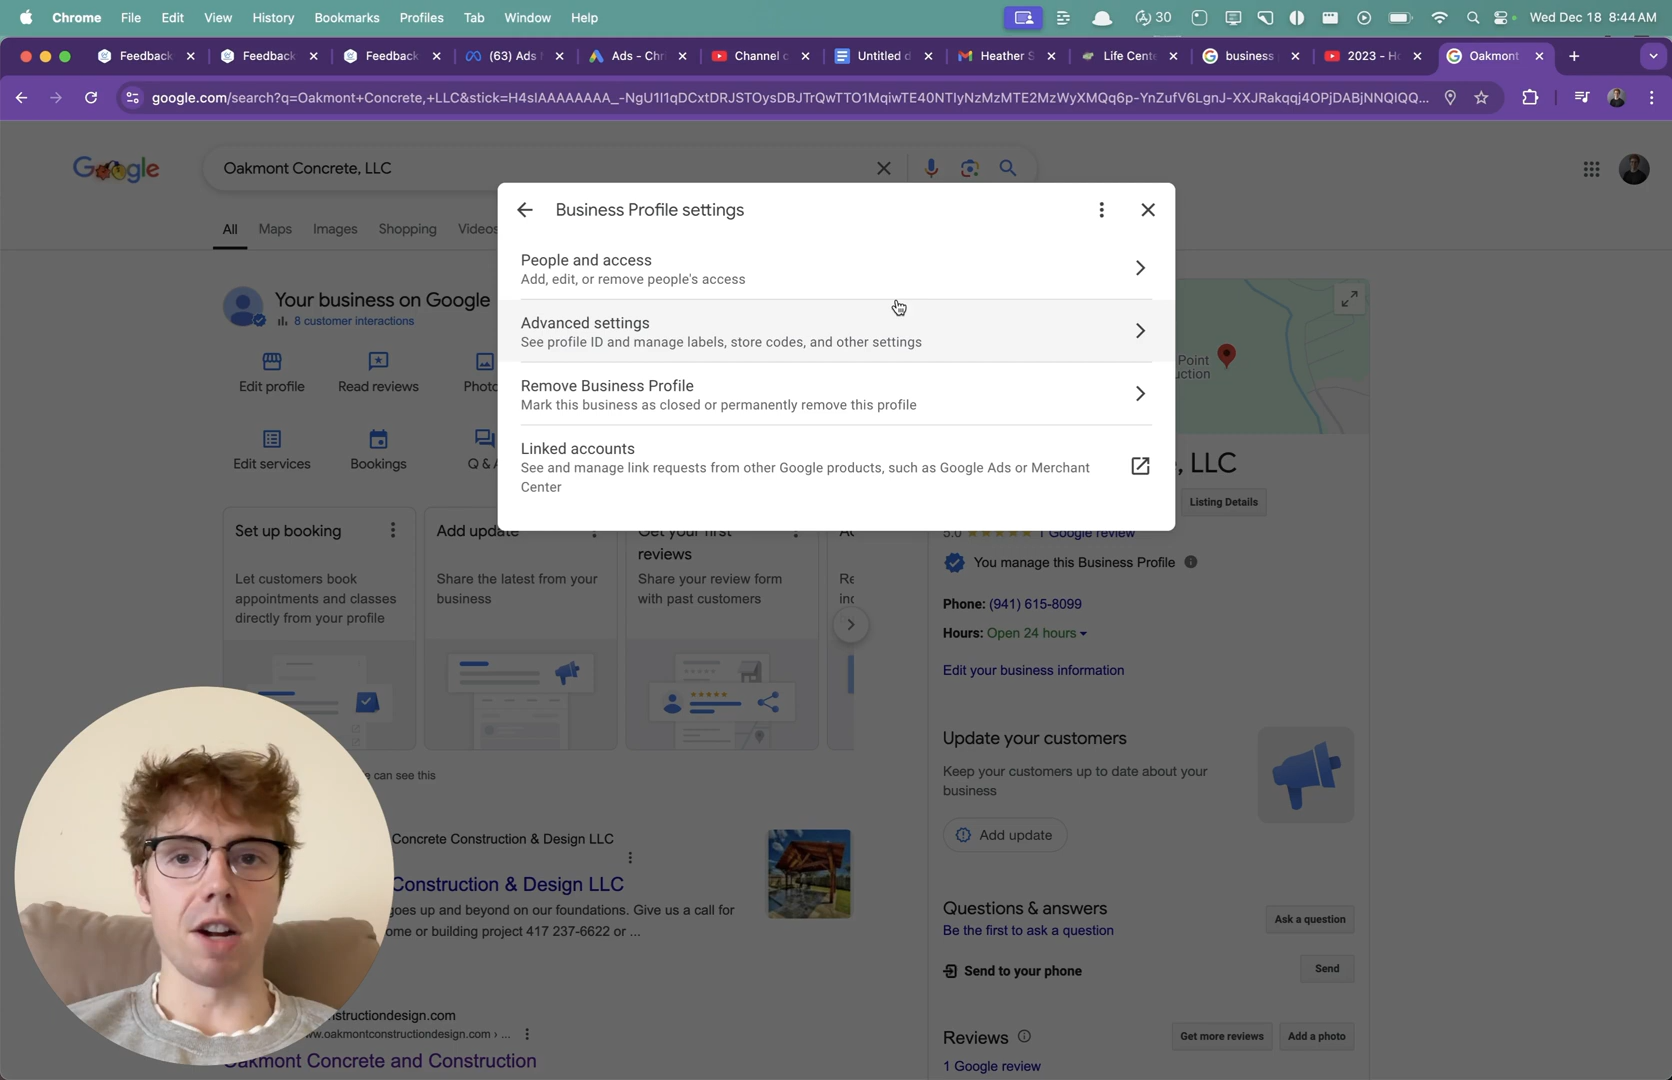 Chrome File Edit View History Bookmarks Profiles Tab Window Help 30 Wed Dec 18 8:44 AM
Feedback Feedback Feedback (63) Ads Ads - Chri Channel c Untitled d Heather S Life Cente business 2023 - Ho Oakmont
google.com/search?q=Oakmont+Concrete,+LLC&stick=
Google
Oakmont Concrete, LLC
All Maps Images Shopping Videos
Business Profile settings
People and access
Add, edit, or remove people's access
Advanced settings
See profile ID and manage labels, store codes, and other settings
Remove Business Profile
Mark this business as closed or permanently remove this profile
Linked accounts
See and manage link requests from other Google products, such as Google Ads or Merchant
Center
Your business on Google
8 customer interactions
Edit profile Read reviews Photo
Edit services Bookings Q & A
Set up booking
Let customers book
appointments and classes
directly from your profile
Add update
Share the latest from your
business
Get your first
reviews
Share your review form
with past customers
Re
inc
e can see this
Concrete Construction & Design LLC
Construction & Design LLC
goes up and beyond on our foundations. Give us a call for
ome or building project 417 237-6622 or ...
nstructiondesign.com
ww.oakmontconstructiondesign.com › ...
Oakmont Concrete and Construction
Point
uction
, LLC
Listing Details
5.0 1 Google review
You manage this Business Profile
Phone: (941) 615-8099
Hours: Open 24 hours
Edit your business information
Update your customers
Keep your customers up to date about your
business
Add update
Questions & answers
Be the first to ask a question
Ask a question
Send to your phone
Send
Reviews
Get more reviews
Add a photo
1 Google review